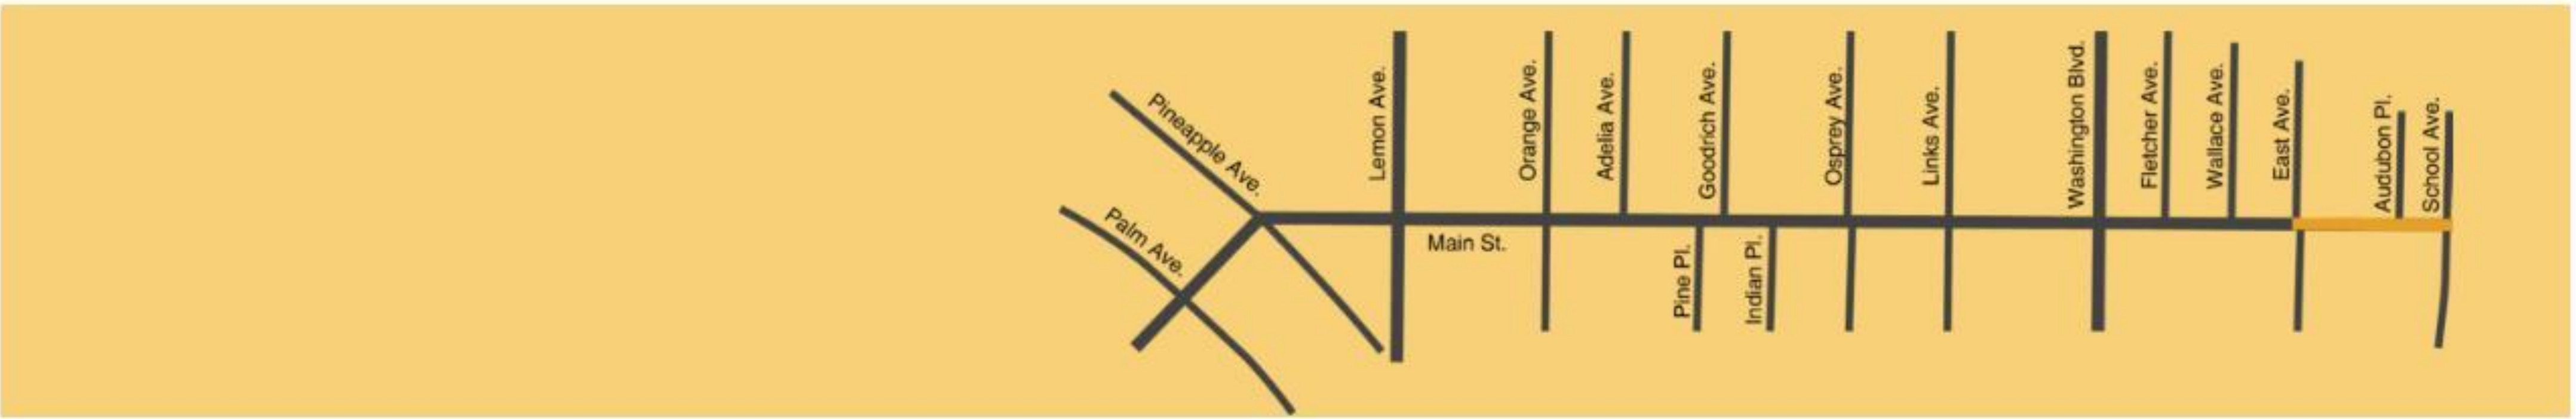 Pineapple Ave.
Palm Ave.
Lemon Ave.
Main St.
Orange Ave.
Adelia Ave.
Pine Pl.
Goodrich Ave.
Indian Pl.
Osprey Ave.
Links Ave.
Washington Blvd.
Fletcher Ave.
Wallace Ave.
East Ave.
Audubon Pl.
School Ave.